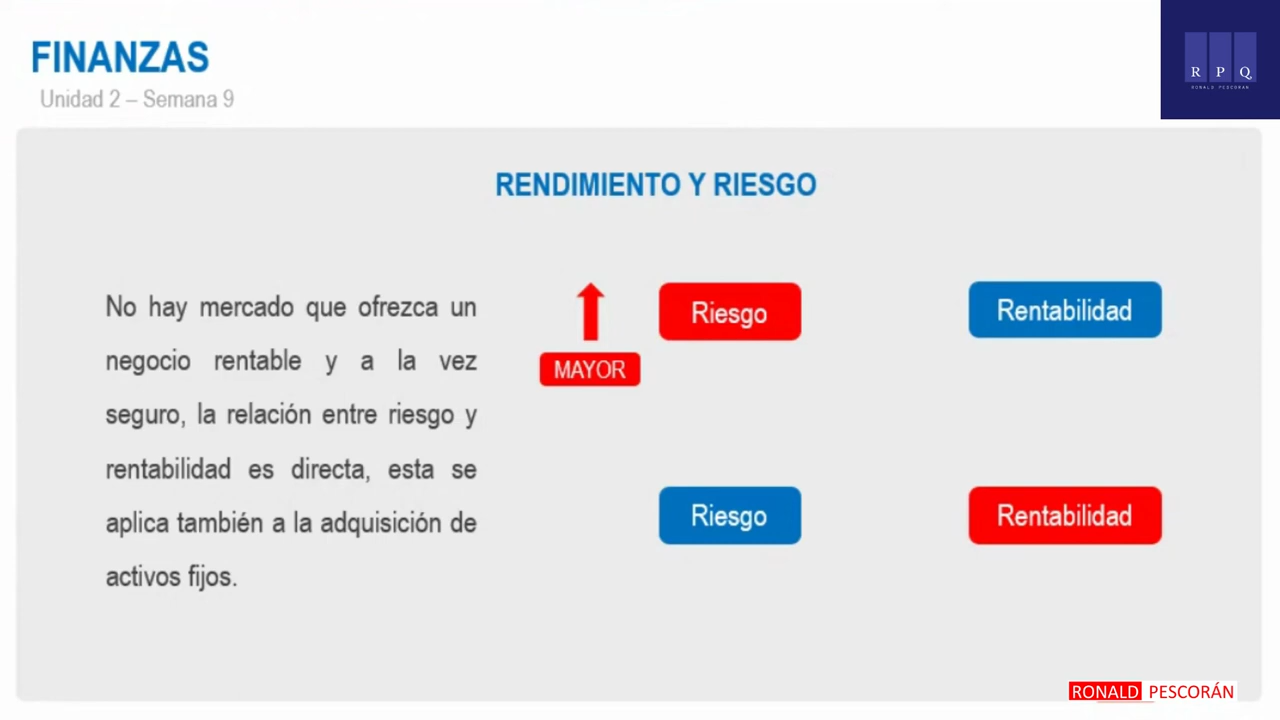 FINANZAS
Unidad 2 – Semana 9
R P Q
RONALD PESCORAN
RENDIMIENTO Y RIESGO
No hay mercado que ofrezca un
negocio rentable y a la vez
seguro, la relación entre riesgo y
rentabilidad es directa, esta se
aplica también a la adquisición de
activos fijos.
MAYOR
Riesgo
Rentabilidad
Riesgo
Rentabilidad
RONALD PESCORÁN